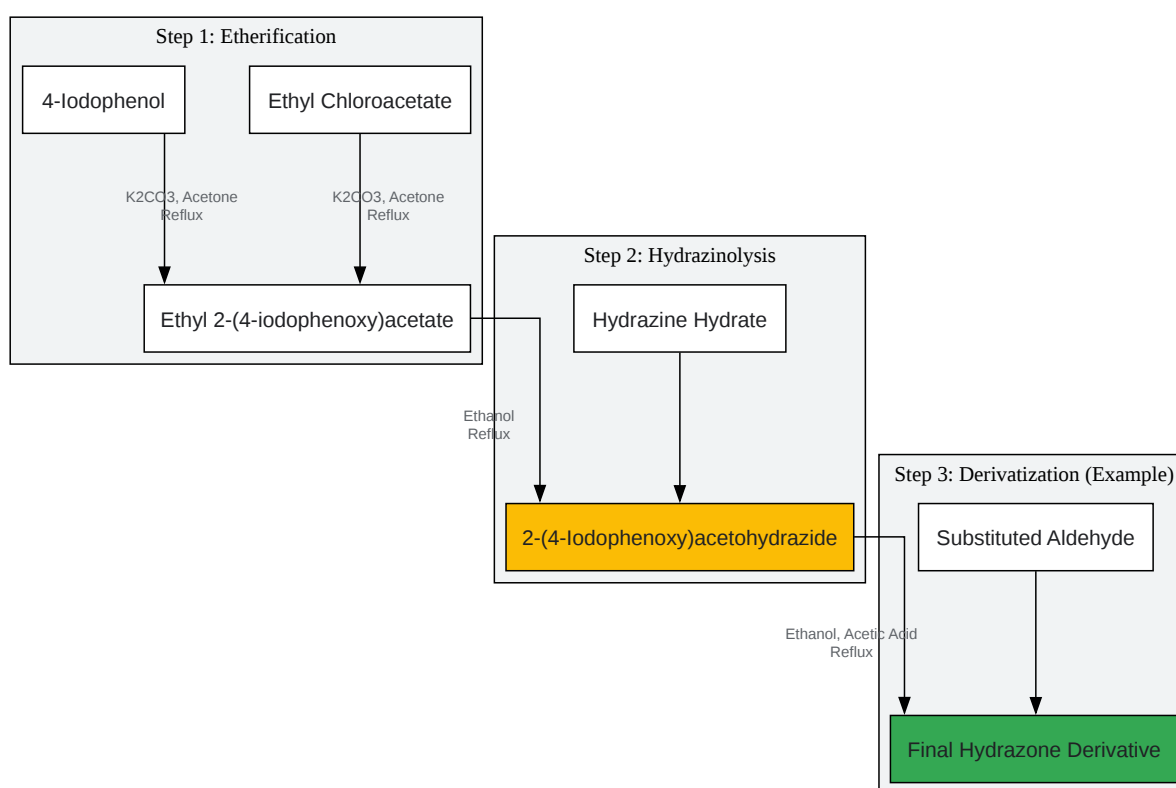 Step 1: Etherification
4-Iodophenol
Ethyl Chloroacetate
K2CO3, Acetone
Reflux
K2CO3, Acetone
Reflux
Ethyl 2-(4-iodophenoxy)acetate
Step 2: Hydrazinolysis
Hydrazine Hydrate
Ethanol
Reflux
2-(4-Iodophenoxy)acetohydrazide
Step 3: Derivatization (Example)
Substituted Aldehyde
Ethanol, Acetic Acid
Reflux
Final Hydrazone Derivative